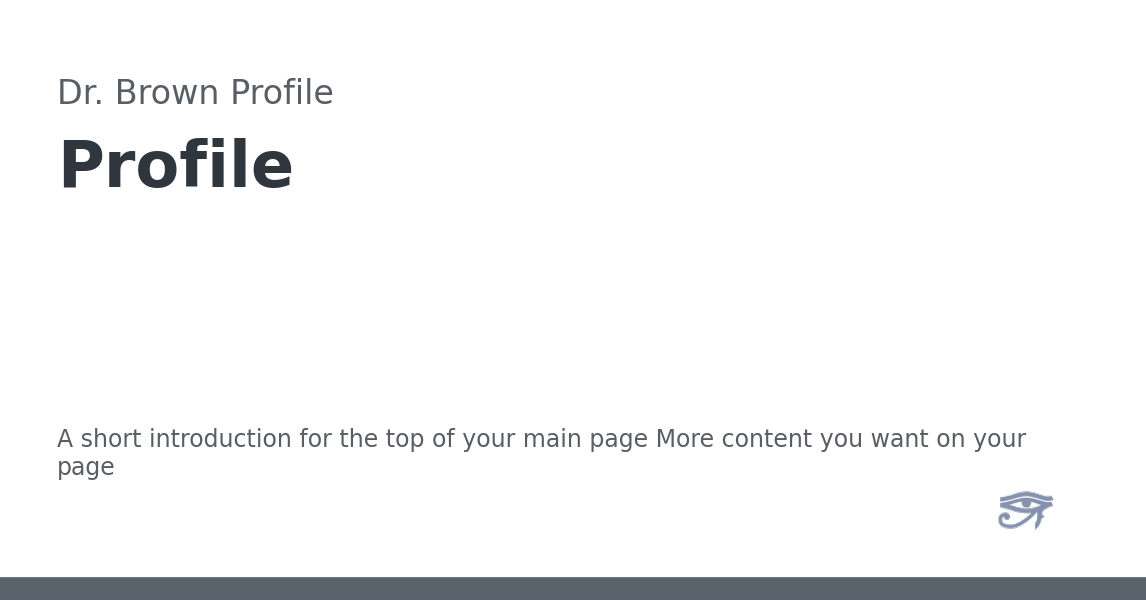 Dr. Brown Profile
Profile
A short introduction for the top of your main page More content you want on your
page